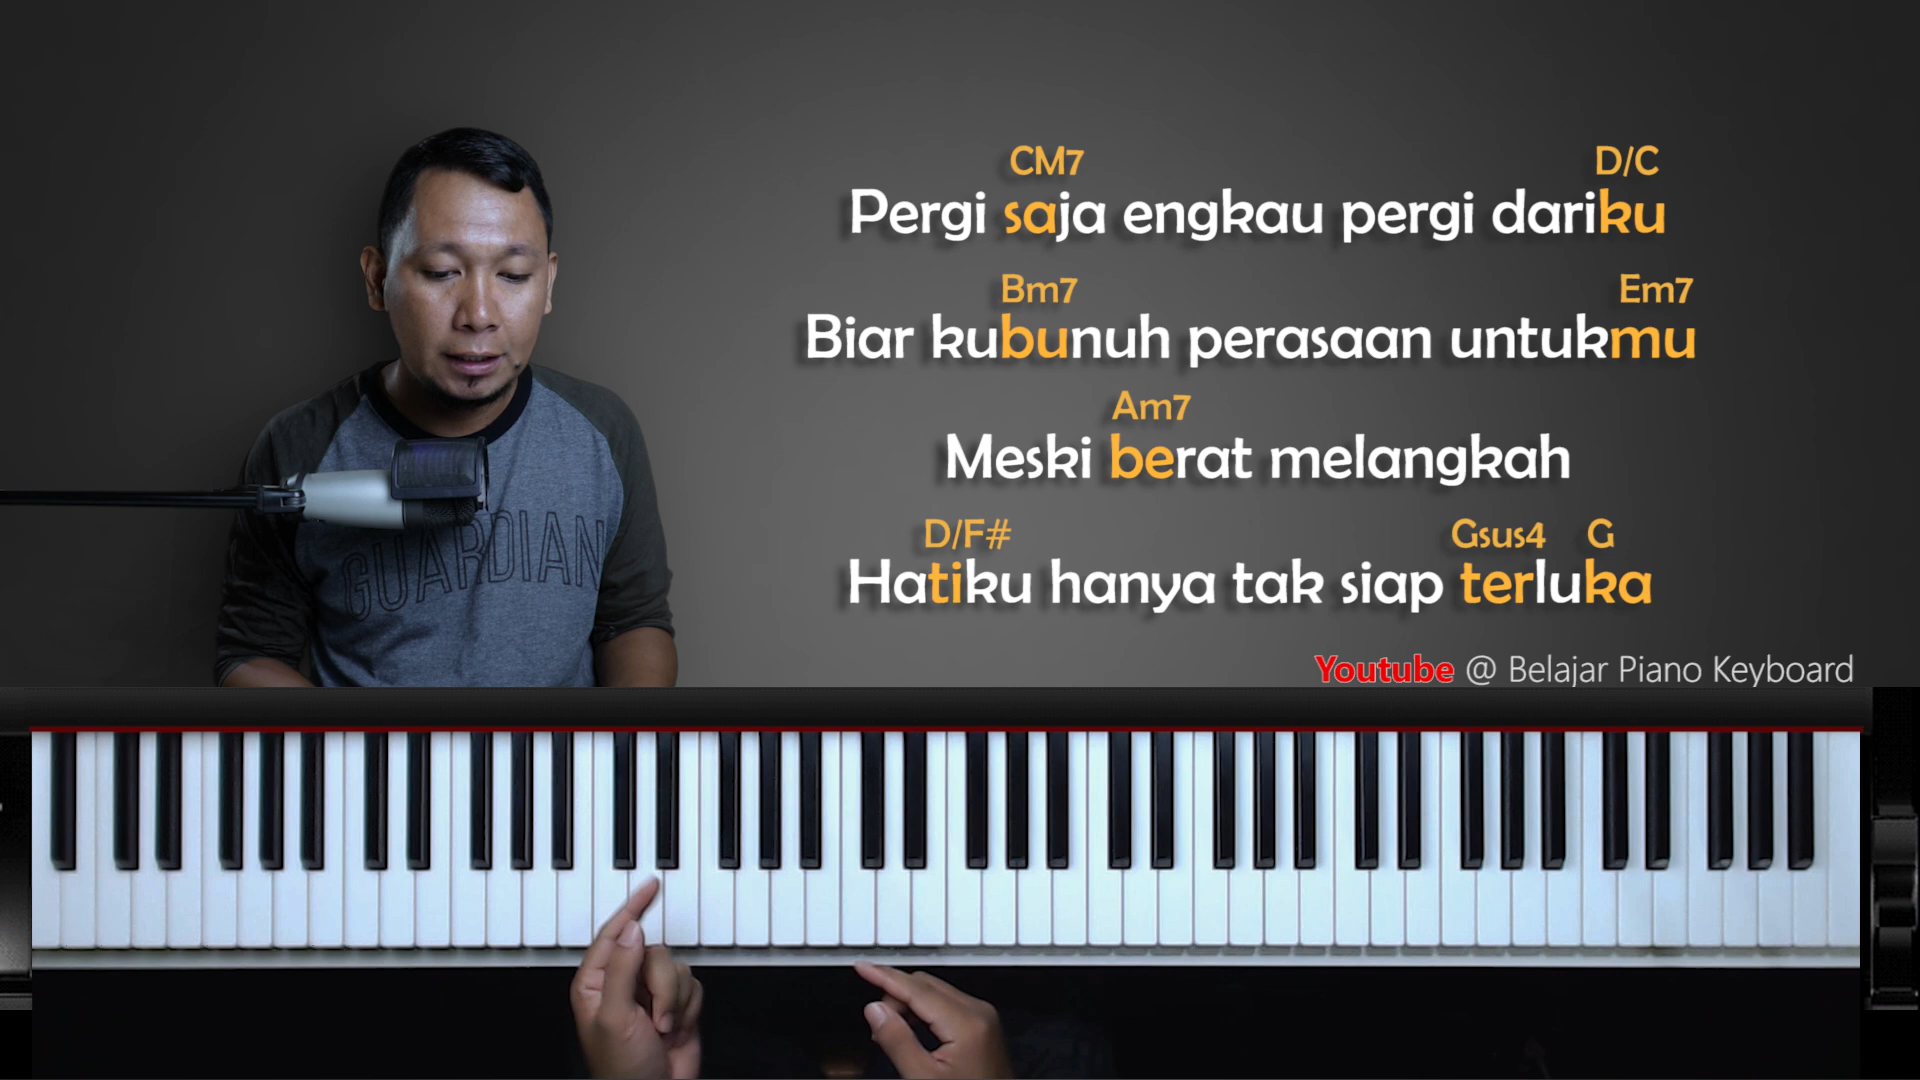 CM7 D/C
Pergi saja engkau pergi dariku
Bm7 Em7
Biar kubunuh perasaan untukmu
Am7
Meski berat melangkah
D/F# Gsus4 G
Hatiku hanya tak siap terluka
GUARDIAN
Youtube @ Belajar Piano Keyboard